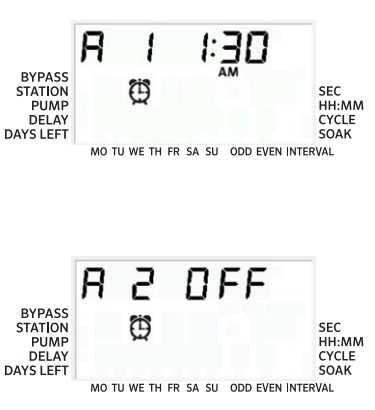 A 1 1:30
AM
BYPASS
STATION
PUMP
DELAY
DAYS LEFT
SEC
HH:MM
CYCLE
SOAK
MO TU WE TH FR SA SU ODD EVEN INTERVAL
A 2 OFF
BYPASS
STATION
PUMP
DELAY
DAYS LEFT
SEC
HH:MM
CYCLE
SOAK
MO TU WE TH FR SA SU ODD EVEN INTERVAL